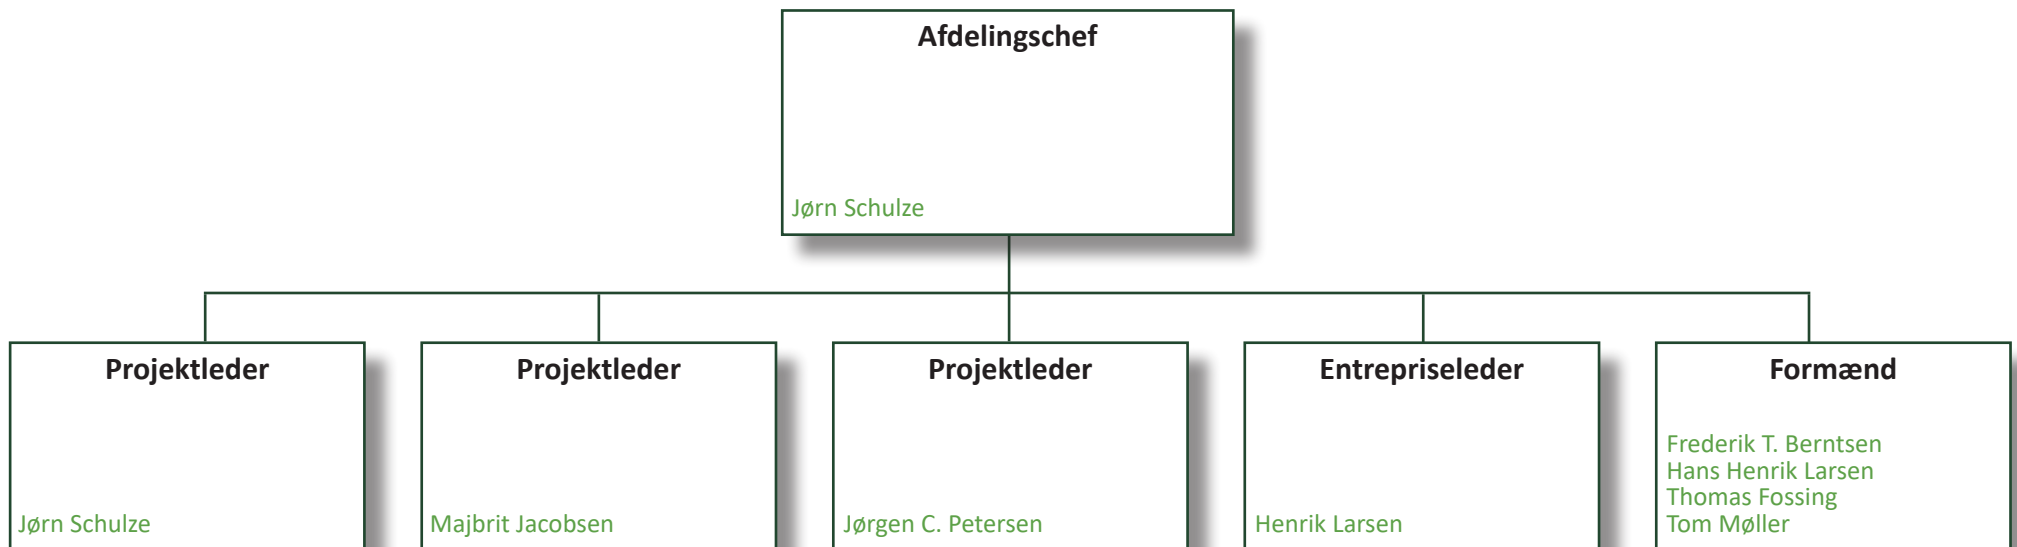 Afdelingschef
Jørn Schulze
Projektleder
Jørn Schulze
Projektleder
Majbrit Jacobsen
Projektleder
Jørgen C. Petersen
Entrepriseleder
Henrik Larsen
Formænd
Frederik T. Berntsen
Hans Henrik Larsen
Thomas Fossing
Tom Møller